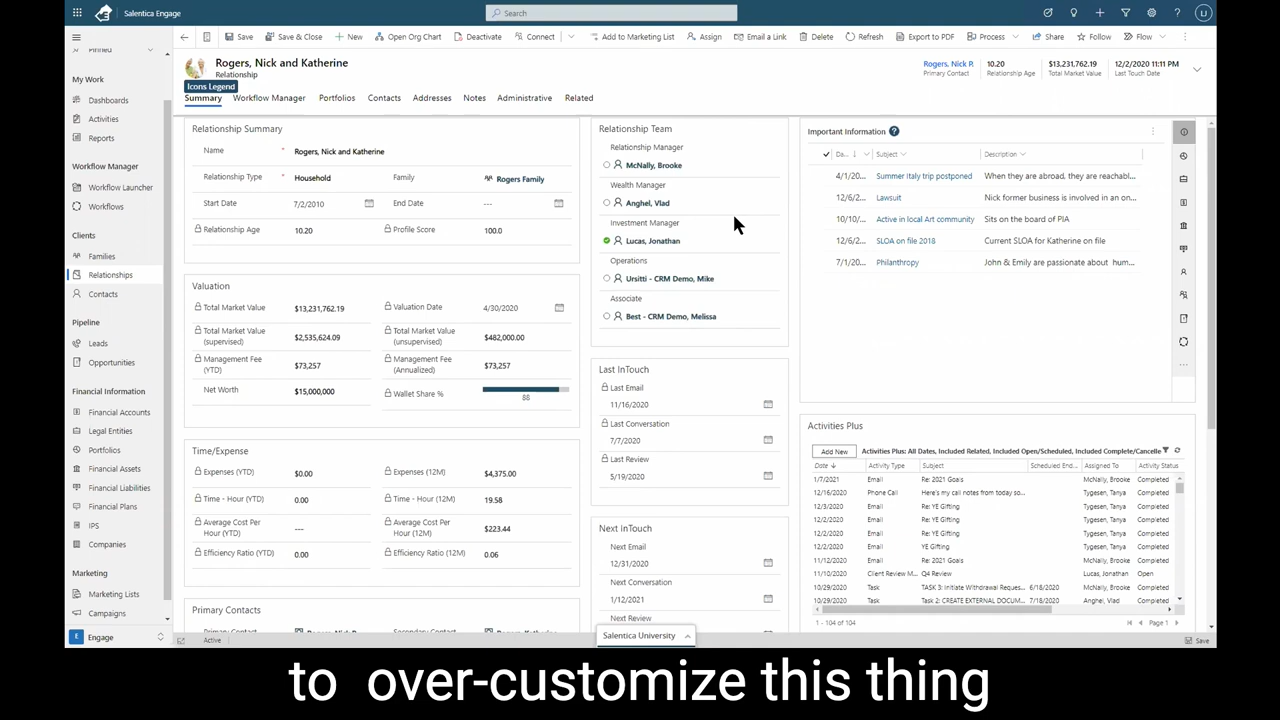 Salentica Engage
Search
Save
Save & Close
New
Open Org Chart
Deactivate
Connect
Add to Marketing List
Assign
Email a Link
Delete
Refresh
Export to PDF
Process
Share
Follow
Flow
Pinned
My Work
Dashboards
Activities
Reports
Workflow Manager
Workflow Launcher
Workflows
Clients
Families
Relationships
Contacts
Pipeline
Leads
Opportunities
Financial Information
Financial Accounts
Legal Entities
Portfolios
Financial Assets
Financial Liabilities
Financial Plans
IPS
Companies
Marketing
Marketing Lists
Campaigns
E Engage
Rogers, Nick and Katherine
Relationship
Icons Legend
Rogers, Nick P.
Primary Contact
10.20
Relationship Age
$13,231,762.19
Total Market Value
12/2/2020 11:11 PM
Last Touch Date
Summary
Workflow Manager
Portfolios
Contacts
Addresses
Notes
Administrative
Related
Relationship Summary
Name * Rogers, Nick and Katherine
Relationship Type * Household
Family Rogers Family
Start Date 7/2/2010
End Date ---
Relationship Age 10.20
Profile Score 100.0
Valuation
Total Market Value $13,231,762.19
Valuation Date 4/30/2020
Total Market Value (supervised) $2,535,624.09
Total Market Value (unsupervised) $482,000.00
Management Fee (YTD) $73,257
Management Fee (Annualized) $73,257
Net Worth $15,000,000
Wallet Share % 88
Time/Expense
Expenses (YTD) $0.00
Expenses (12M) $4,375.00
Time - Hour (YTD) 0.00
Time - Hour (12M) 19.58
Average Cost Per Hour (YTD) ---
Average Cost Per Hour (12M) $223.44
Efficiency Ratio (YTD) 0.00
Efficiency Ratio (12M) 0.06
Primary Contacts
Primary Contact Rogers, Nick P.
Secondary Contact Rogers, Katherine
Relationship Team
Relationship Manager
McNally, Brooke
Wealth Manager
Anghel, Vlad
Investment Manager
Lucas, Jonathan
Operations
Ursitti - CRM Demo, Mike
Associate
Best - CRM Demo, Melissa
Last InTouch
Last Email
11/16/2020
Last Conversation
7/7/2020
Last Review
5/19/2020
Next InTouch
Next Email
12/31/2020
Next Conversation
1/12/2021
Next Review
Important Information
Da... Subject Description
4/1/20... Summer Italy trip postponed When they are abroad, they are reachabl...
12/6/2... Lawsuit Nick former business is involved in an on...
10/10/... Active in local Art community Sits on the board of PIA
12/6/2... SLOA on file 2018 Current SLOA for Katherine on file
7/1/20... Philanthropy John & Emily are passionate about hum...
Activities Plus
Add New Activities Plus: All Dates, Included Related, Included Open/Scheduled, Included Complete/Cancelle
Date Activity Type Subject Scheduled End... Assigned To Activity Status
1/7/2021 Email Re: 2021 Goals McNally, Brooke Completed
12/16/2020 Phone Call Here's my call notes from today so... Tygesen, Tanya Completed
12/3/2020 Email Re: YE Gifting McNally, Brooke Completed
12/2/2020 Email Re: YE Gifting Tygesen, Tanya Completed
12/2/2020 Email Re: YE Gifting McNally, Brooke Completed
12/2/2020 Email YE Gifting Tygesen, Tanya Completed
11/12/2020 Email Re: 2021 Goals McNally, Brooke Completed
11/10/2020 Client Review M... Q4 Review Lucas, Jonathan Open
10/29/2020 Task TASK 3: Initiate Withdrawal Reques... 6/18/2020 McNally, Brooke Completed
10/29/2020 Task Task 2: CREATE EXTERNAL DOCUM... 7/18/2020 Anghel, Vlad Completed
1 - 104 of 104
Page 1
Active
Salentica University
Save
to over-customize this thing